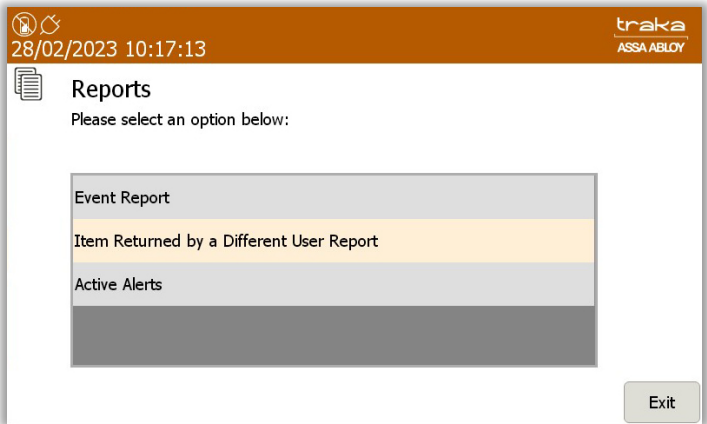 traka
28/02/2023 10:17:13
ASSA ABLOY
Reports
Please select an option below:
Event Report
Item Returned by a Different User Report
Active Alerts
Exit